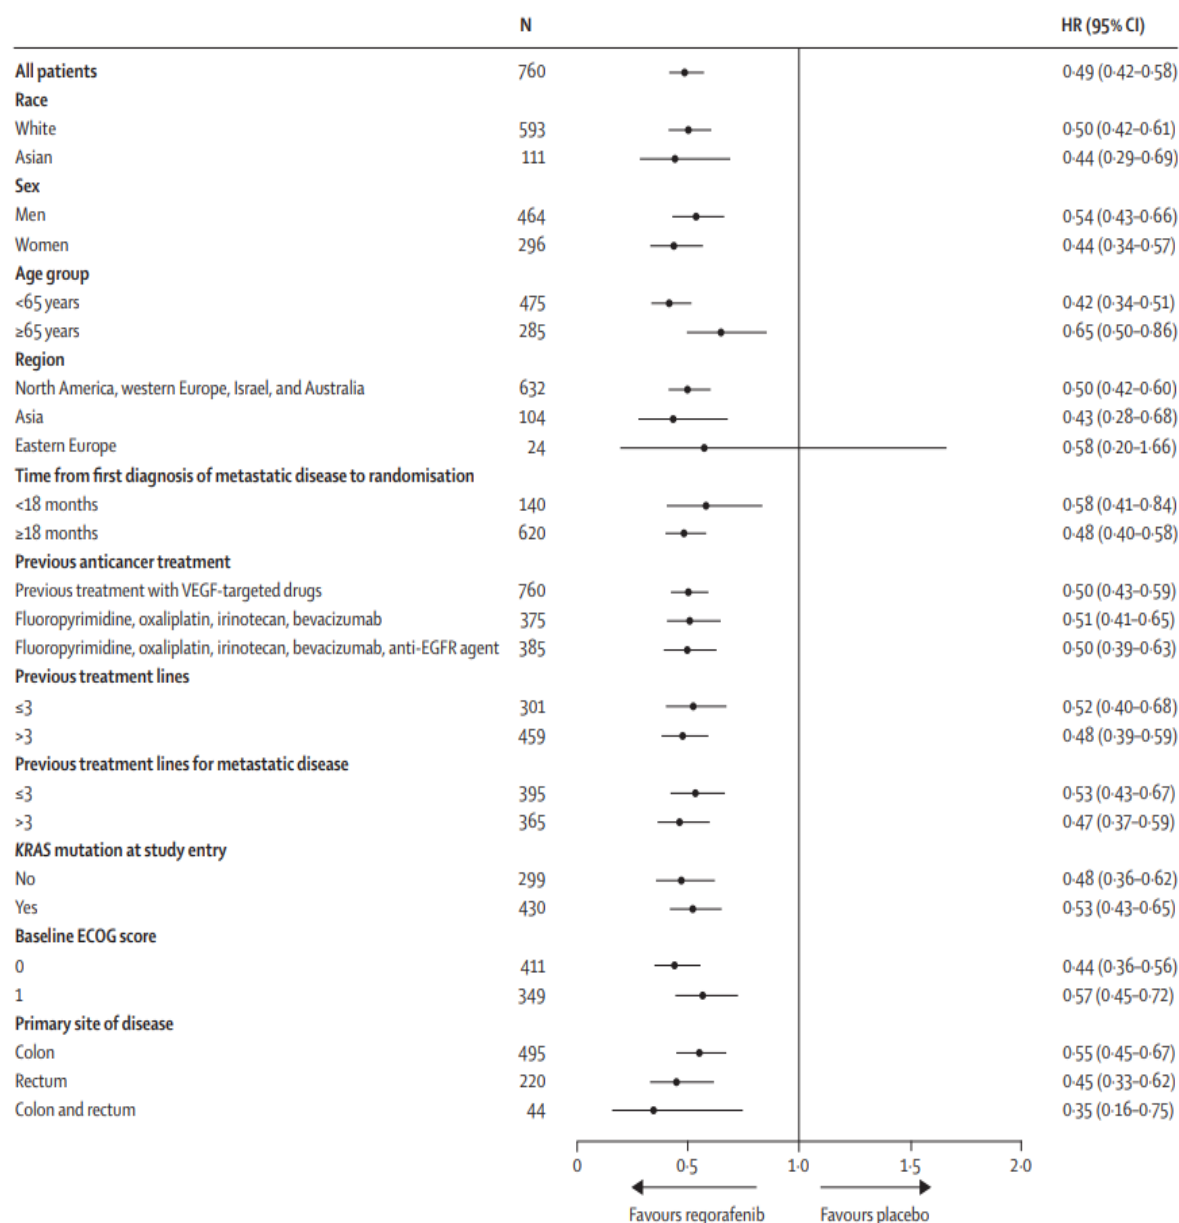 N HR (95% CI)
All patients 760 0·49 (0·42–0·58)
Race
White 593 0·50 (0·42–0·61)
Asian 111 0·44 (0·29–0·69)
Sex
Men 464 0·54 (0·43–0·66)
Women 296 0·44 (0·34–0·57)
Age group
<65 years 475 0·42 (0·34–0·51)
≥65 years 285 0·65 (0·50–0·86)
Region
North America, western Europe, Israel, and Australia 632 0·50 (0·42–0·60)
Asia 104 0·43 (0·28–0·68)
Eastern Europe 24 0·58 (0·20–1·66)
Time from first diagnosis of metastatic disease to randomisation
<18 months 140 0·58 (0·41–0·84)
≥18 months 620 0·48 (0·40–0·58)
Previous anticancer treatment
Previous treatment with VEGF-targeted drugs 760 0·50 (0·43–0·59)
Fluoropyrimidine, oxaliplatin, irinotecan, bevacizumab 375 0·51 (0·41–0·65)
Fluoropyrimidine, oxaliplatin, irinotecan, bevacizumab, anti-EGFR agent 385 0·50 (0·39–0·63)
Previous treatment lines
≤3 301 0·52 (0·40–0·68)
>3 459 0·48 (0·39–0·59)
Previous treatment lines for metastatic disease
≤3 395 0·53 (0·43–0·67)
>3 365 0·47 (0·37–0·59)
KRAS mutation at study entry
No 299 0·48 (0·36–0·62)
Yes 430 0·53 (0·43–0·65)
Baseline ECOG score
0 411 0·44 (0·36–0·56)
1 349 0·57 (0·45–0·72)
Primary site of disease
Colon 495 0·55 (0·45–0·67)
Rectum 220 0·45 (0·33–0·62)
Colon and rectum 44 0·35 (0·16–0·75)
0 0·5 1·0 1·5 2·0
Favours regorafenib Favours placebo